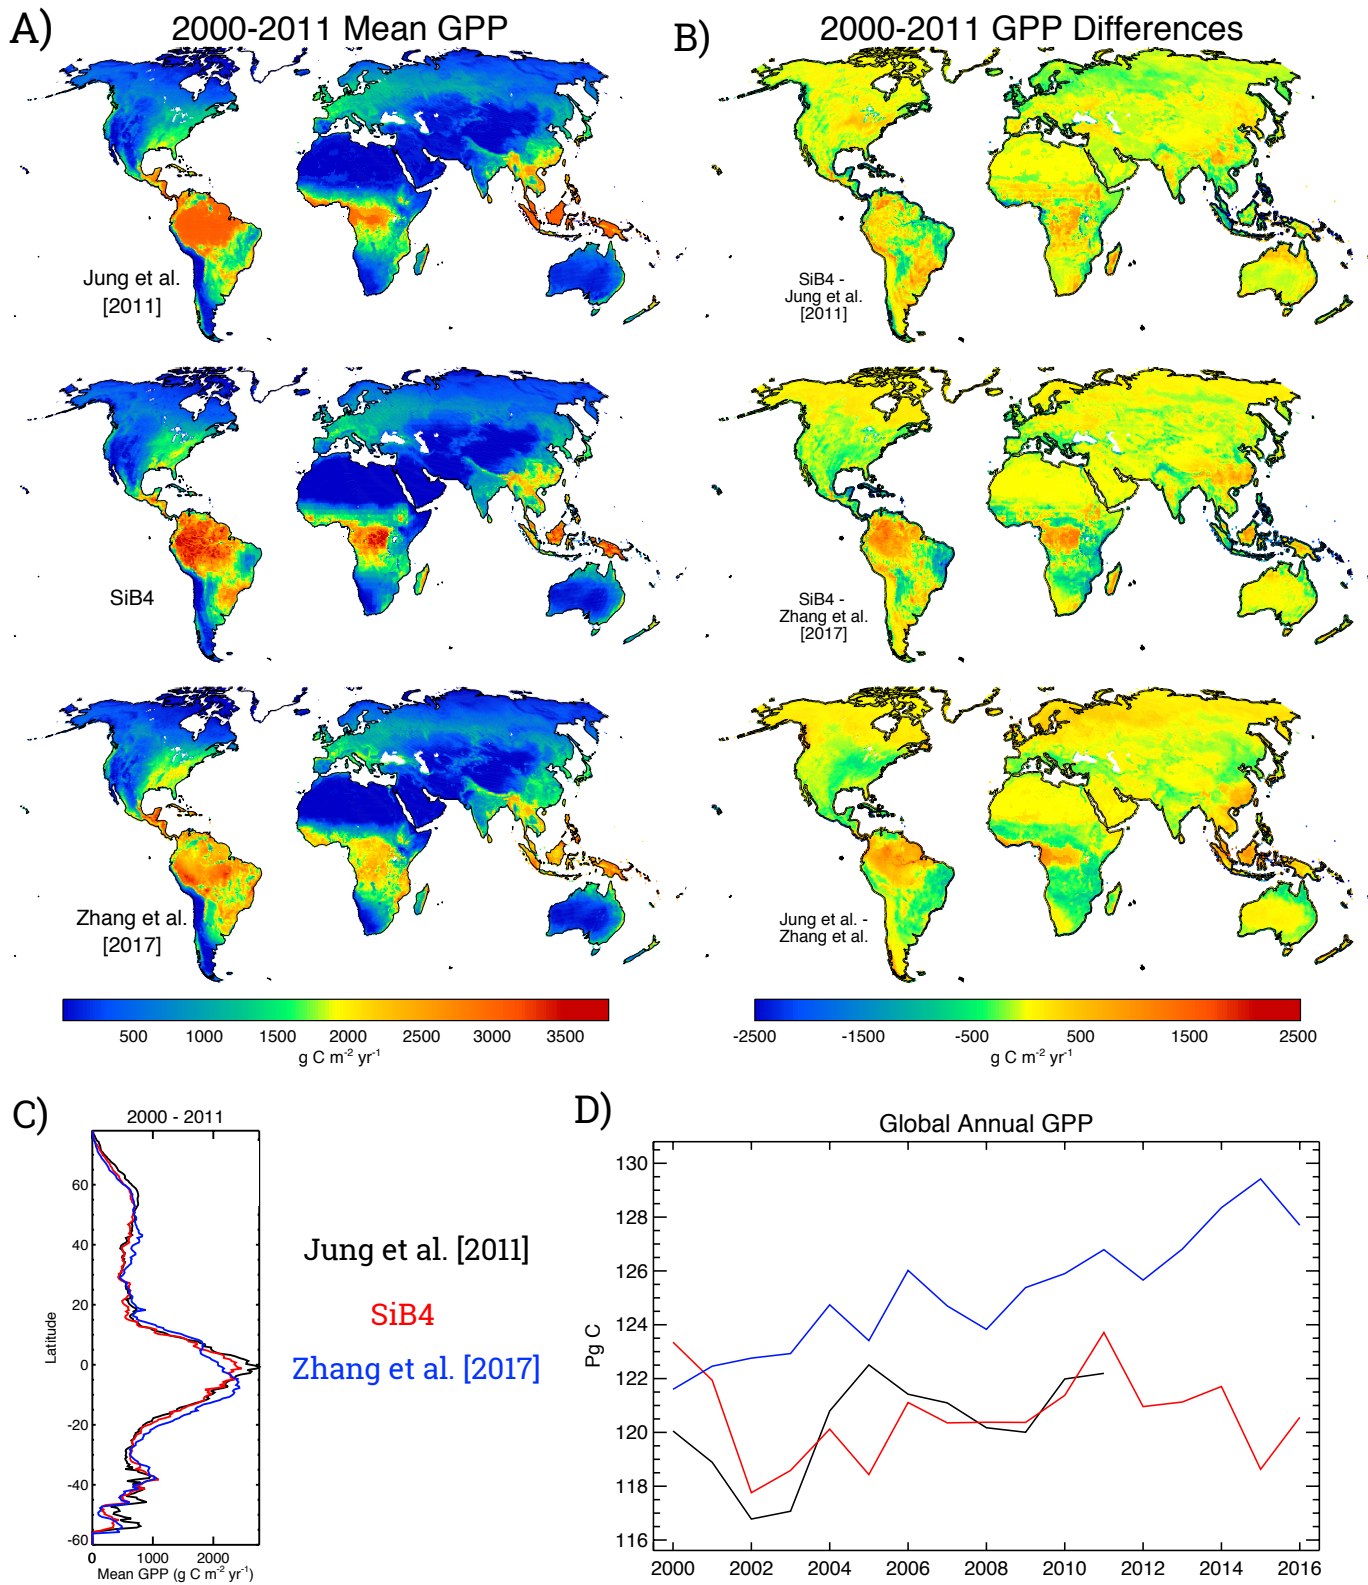 A)
2000-2011 Mean GPP
Jung et al.
[2011]
SiB4
Zhang et al.
[2017]
500 1000 1500 2000 2500 3000 3500
g C m⁻² yr⁻¹
B)
2000-2011 GPP Differences
SiB4 -
Jung et al.
[2011]
SiB4 -
Zhang et al.
[2017]
Jung et al. -
Zhang et al.
-2500 -1500 -500 500 1500 2500
g C m⁻² yr⁻¹
C)
2000 - 2011
60
40
20
0
-20
-40
-60
Latitude
0 1000 2000
Mean GPP (g C m⁻² yr⁻¹)
Jung et al. [2011]
SiB4
Zhang et al. [2017]
D)
Global Annual GPP
130
128
126
124
122
120
118
116
Pg C
2000 2002 2004 2006 2008 2010 2012 2014 2016